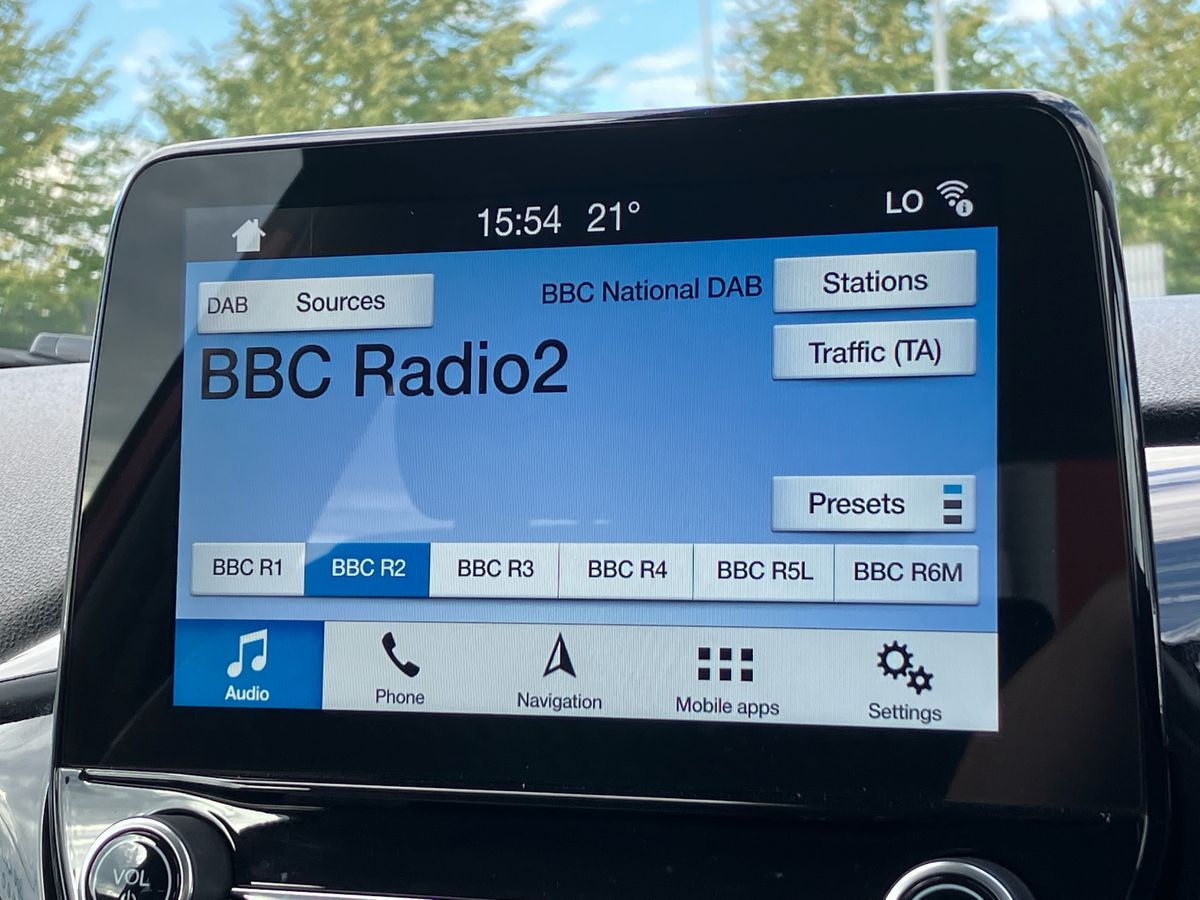 15:54 21° LO
DAB Sources
BBC National DAB
Stations
BBC Radio2
Traffic (TA)
Presets
BBC R1 BBC R2 BBC R3 BBC R4 BBC R5L BBC R6M
Audio Phone Navigation Mobile apps Settings
VOL